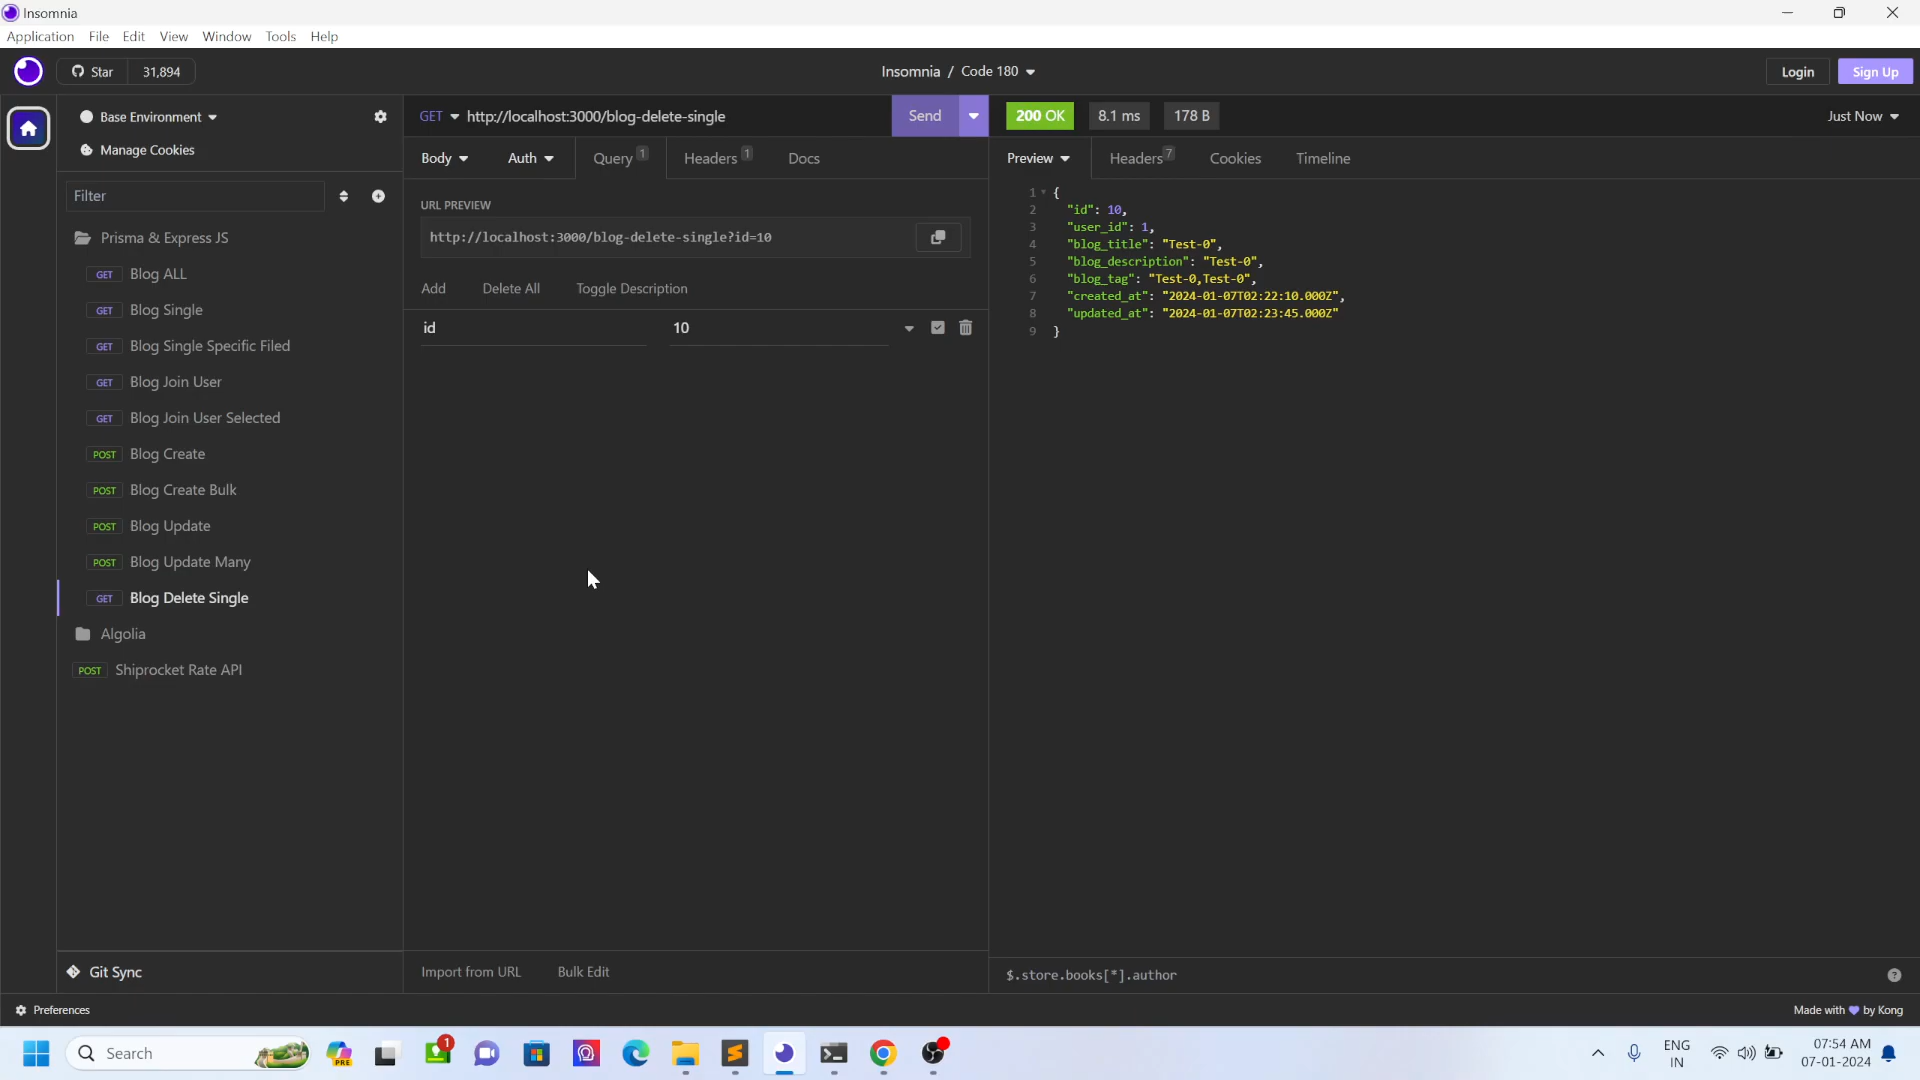 Insomnia
Application File Edit View Window Tools Help
Star 31,894
Insomnia / Code 180
Login Sign Up
Base Environment
Manage Cookies
Filter
Prisma & Express JS
GET Blog ALL
GET Blog Single
GET Blog Single Specific Filed
GET Blog Join User
GET Blog Join User Selected
POST Blog Create
POST Blog Create Bulk
POST Blog Update
POST Blog Update Many
GET Blog Delete Single
Algolia
POST Shiprocket Rate API
Git Sync
GET http://localhost:3000/blog-delete-single Send
Body Auth Query 1 Headers 1 Docs
URL PREVIEW
http://localhost:3000/blog-delete-single?id=10
Add Delete All Toggle Description
id 10
Import from URL Bulk Edit
200 OK 8.1 ms 178 B Just Now
Preview Headers 7 Cookies Timeline
1 {
2 "id": 10,
3 "user_id": 1,
4 "blog_title": "Test-0",
5 "blog_description": "Test-0",
6 "blog_tag": "Test-0,Test-0",
7 "created_at": "2024-01-07T02:22:10.000Z",
8 "updated_at": "2024-01-07T02:23:45.000Z"
9 }
$.store.books[*].author
Preferences
Made with 💜 by Kong
Search
PRE
1
ENG
IN
07:54 AM
07-01-2024